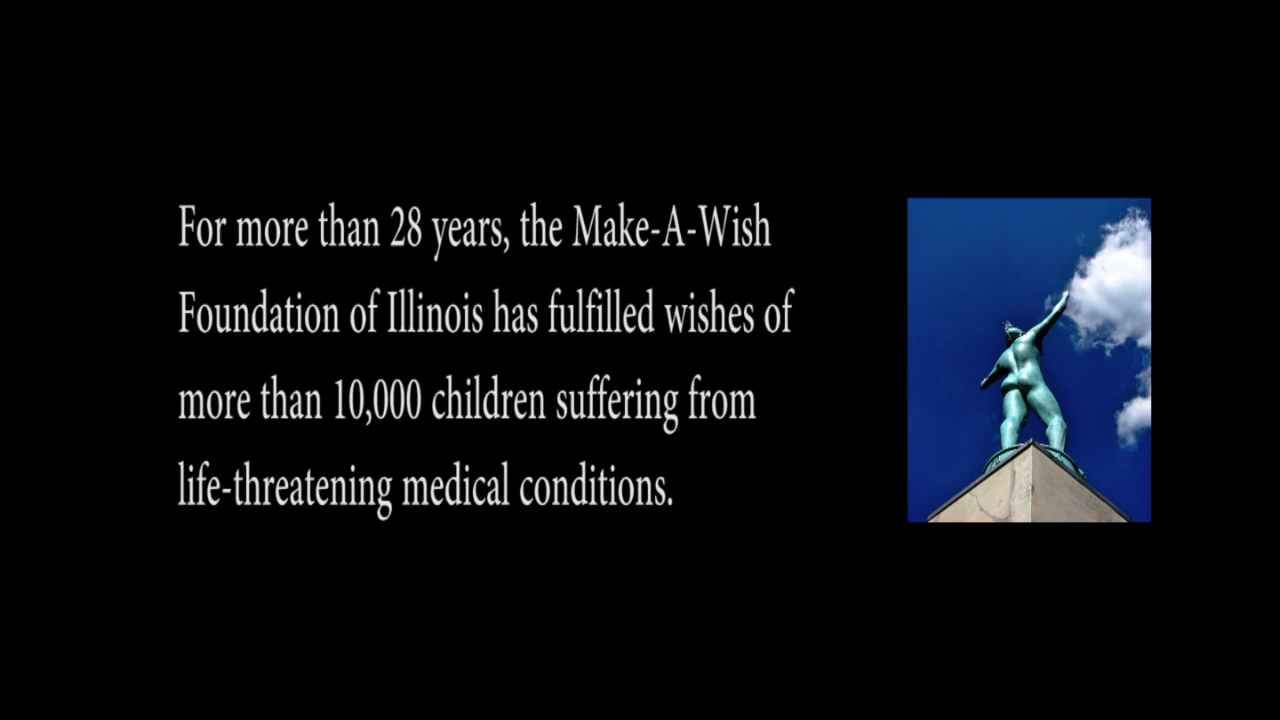 For more than 28 years, the Make-A-Wish
Foundation of Illinois has fulfilled wishes of
more than 10,000 children suffering from
life-threatening medical conditions.